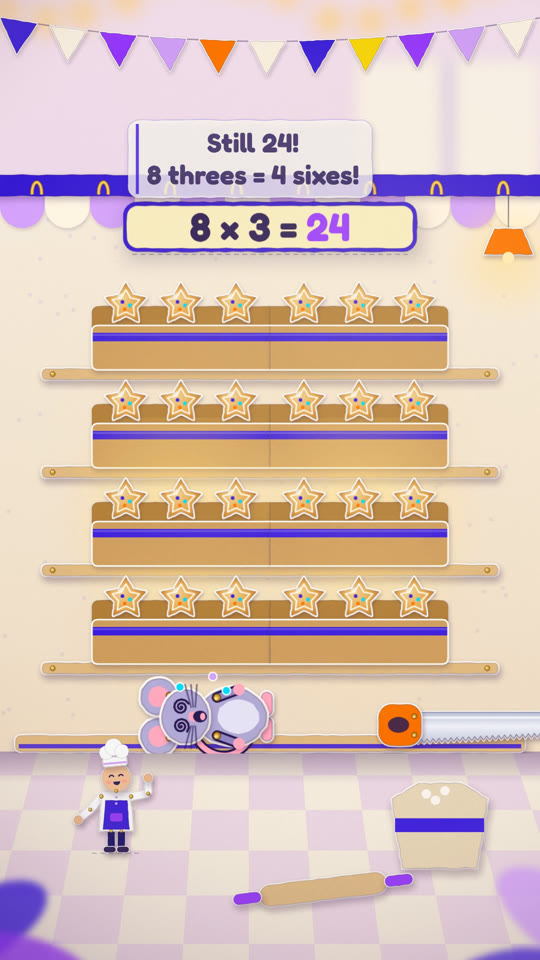 Still 24!
8 threes = 4 sixes!
8 × 3 = 24